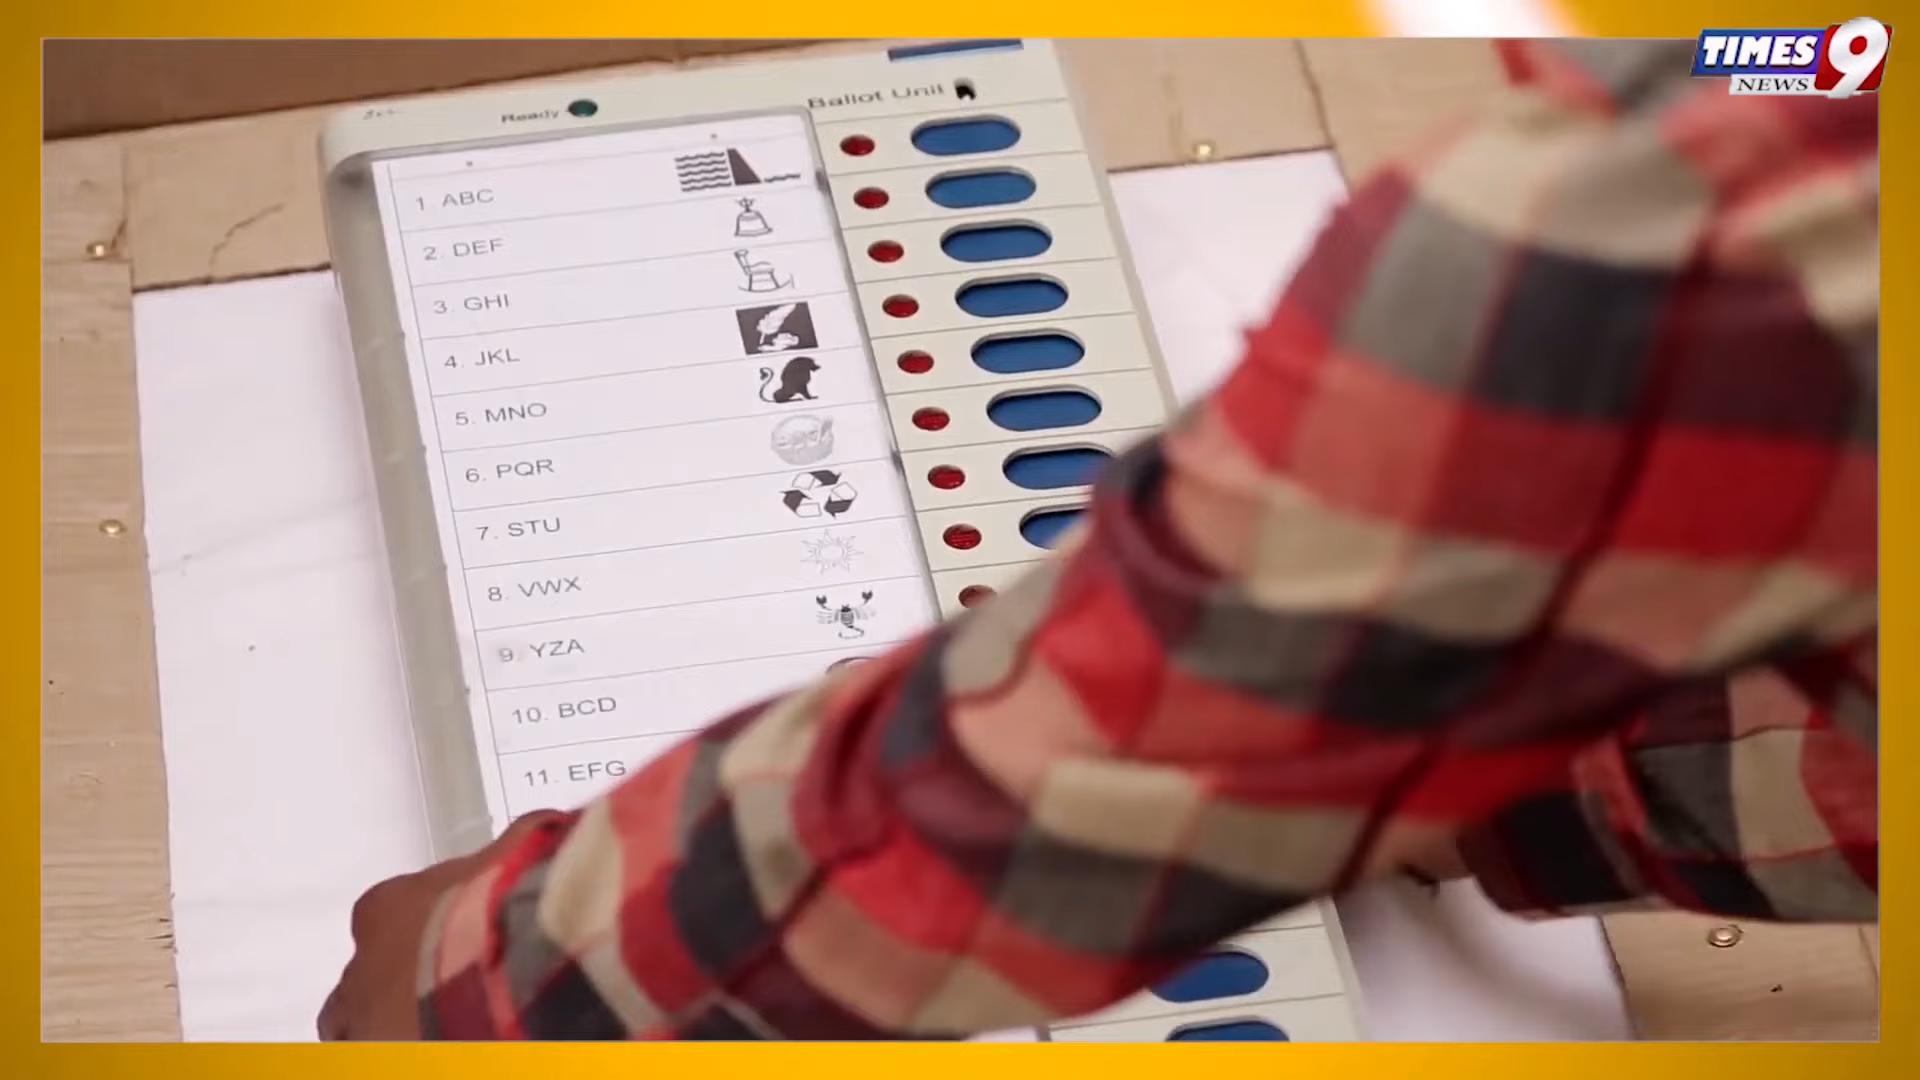 TIMES 9
NEWS
Ballot Unit
Ready
1. ABC
2. DEF
3. GHI
4. JKL
5. MNO
6. PQR
7. STU
8. VWX
9. YZA
10. BCD
11. EFG